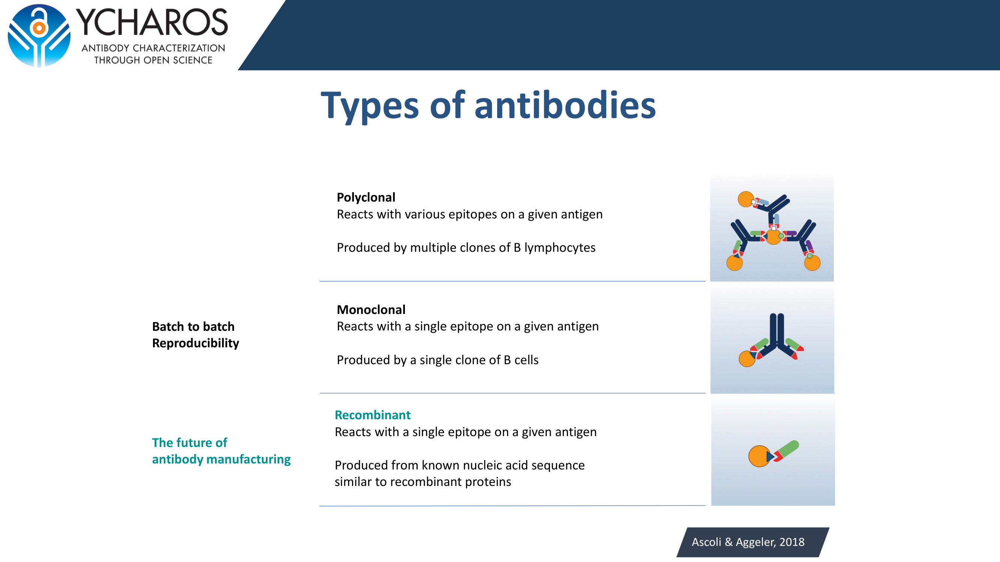 YCHAROS
ANTIBODY CHARACTERIZATION
THROUGH OPEN SCIENCE
Types of antibodies
Polyclonal
Reacts with various epitopes on a given antigen
Produced by multiple clones of B lymphocytes
Batch to batch
Reproducibility
Monoclonal
Reacts with a single epitope on a given antigen
Produced by a single clone of B cells
The future of
antibody manufacturing
Recombinant
Reacts with a single epitope on a given antigen
Produced from known nucleic acid sequence
similar to recombinant proteins
Ascoli & Aggeler, 2018